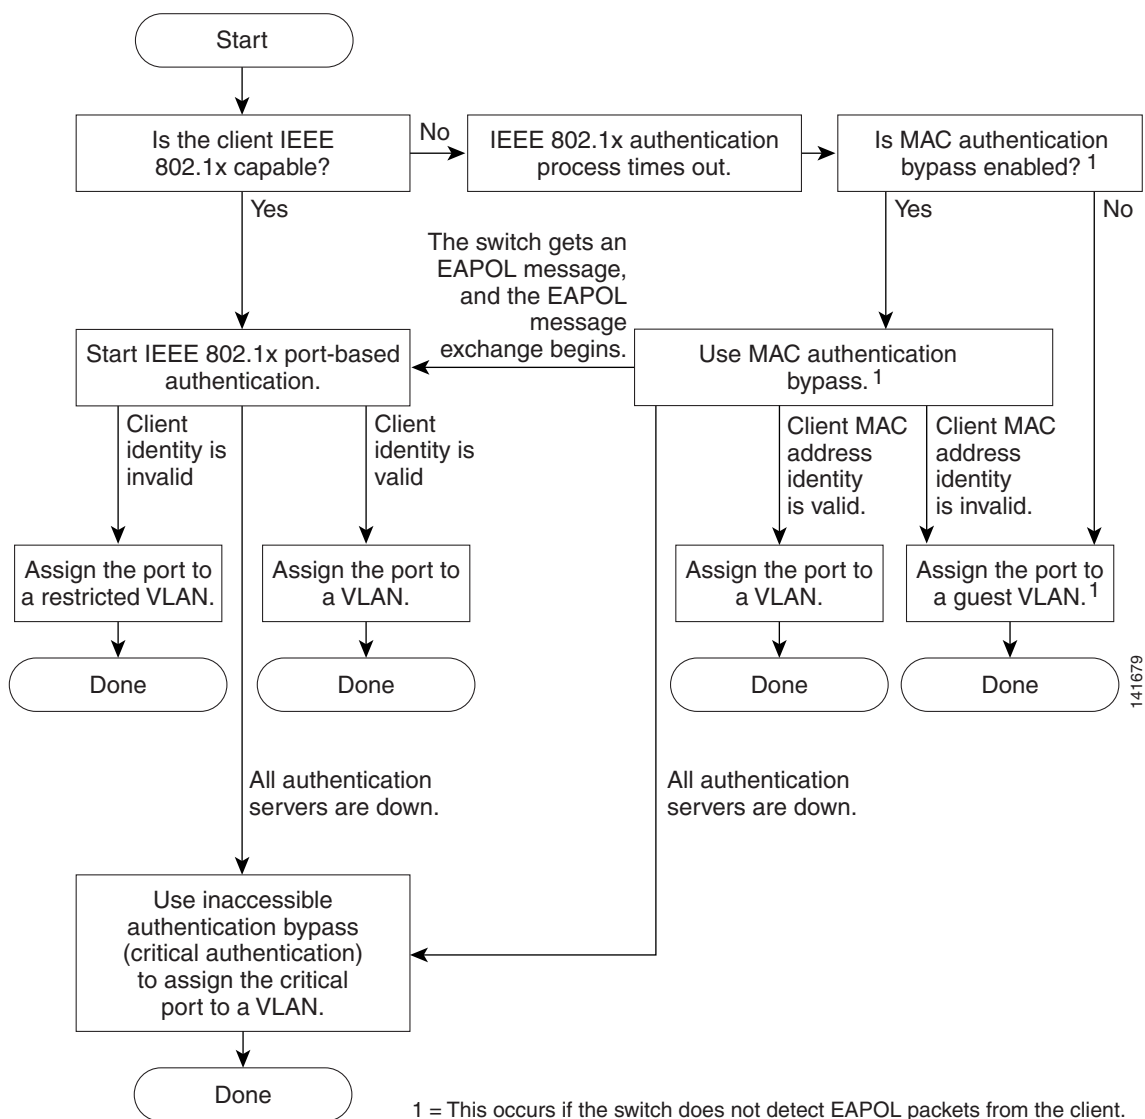 Start
Is the client IEEE
802.1x capable?
No
IEEE 802.1x authentication
process times out.
Is MAC authentication
bypass enabled? 1
Yes
Yes
No
The switch gets an
EAPOL message,
and the EAPOL
message
exchange begins.
Start IEEE 802.1x port-based
authentication.
Use MAC authentication
bypass. 1
Client
identity is
invalid
Client
identity is
valid
Client MAC
address
identity
is valid.
Client MAC
address
identity
is invalid.
Assign the port to
a restricted VLAN.
Assign the port to
a VLAN.
Assign the port to
a VLAN.
Assign the port to
a guest VLAN. 1
Done
Done
Done
Done
141679
All authentication
servers are down.
All authentication
servers are down.
Use inaccessible
authentication bypass
(critical authentication)
to assign the critical
port to a VLAN.
Done
1 = This occurs if the switch does not detect EAPOL packets from the client.